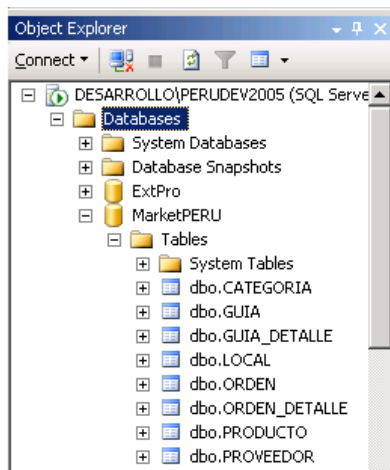 Object Explorer
Connect
DESARROLLO\PERUDEV2005 (SQL Serve
Databases
System Databases
Database Snapshots
ExtPro
MarketPERU
Tables
System Tables
dbo.CATEGORIA
dbo.GUIA
dbo.GUIA_DETALLE
dbo.LOCAL
dbo.ORDEN
dbo.ORDEN_DETALLE
dbo.PRODUCTO
dbo.PROVEEDOR